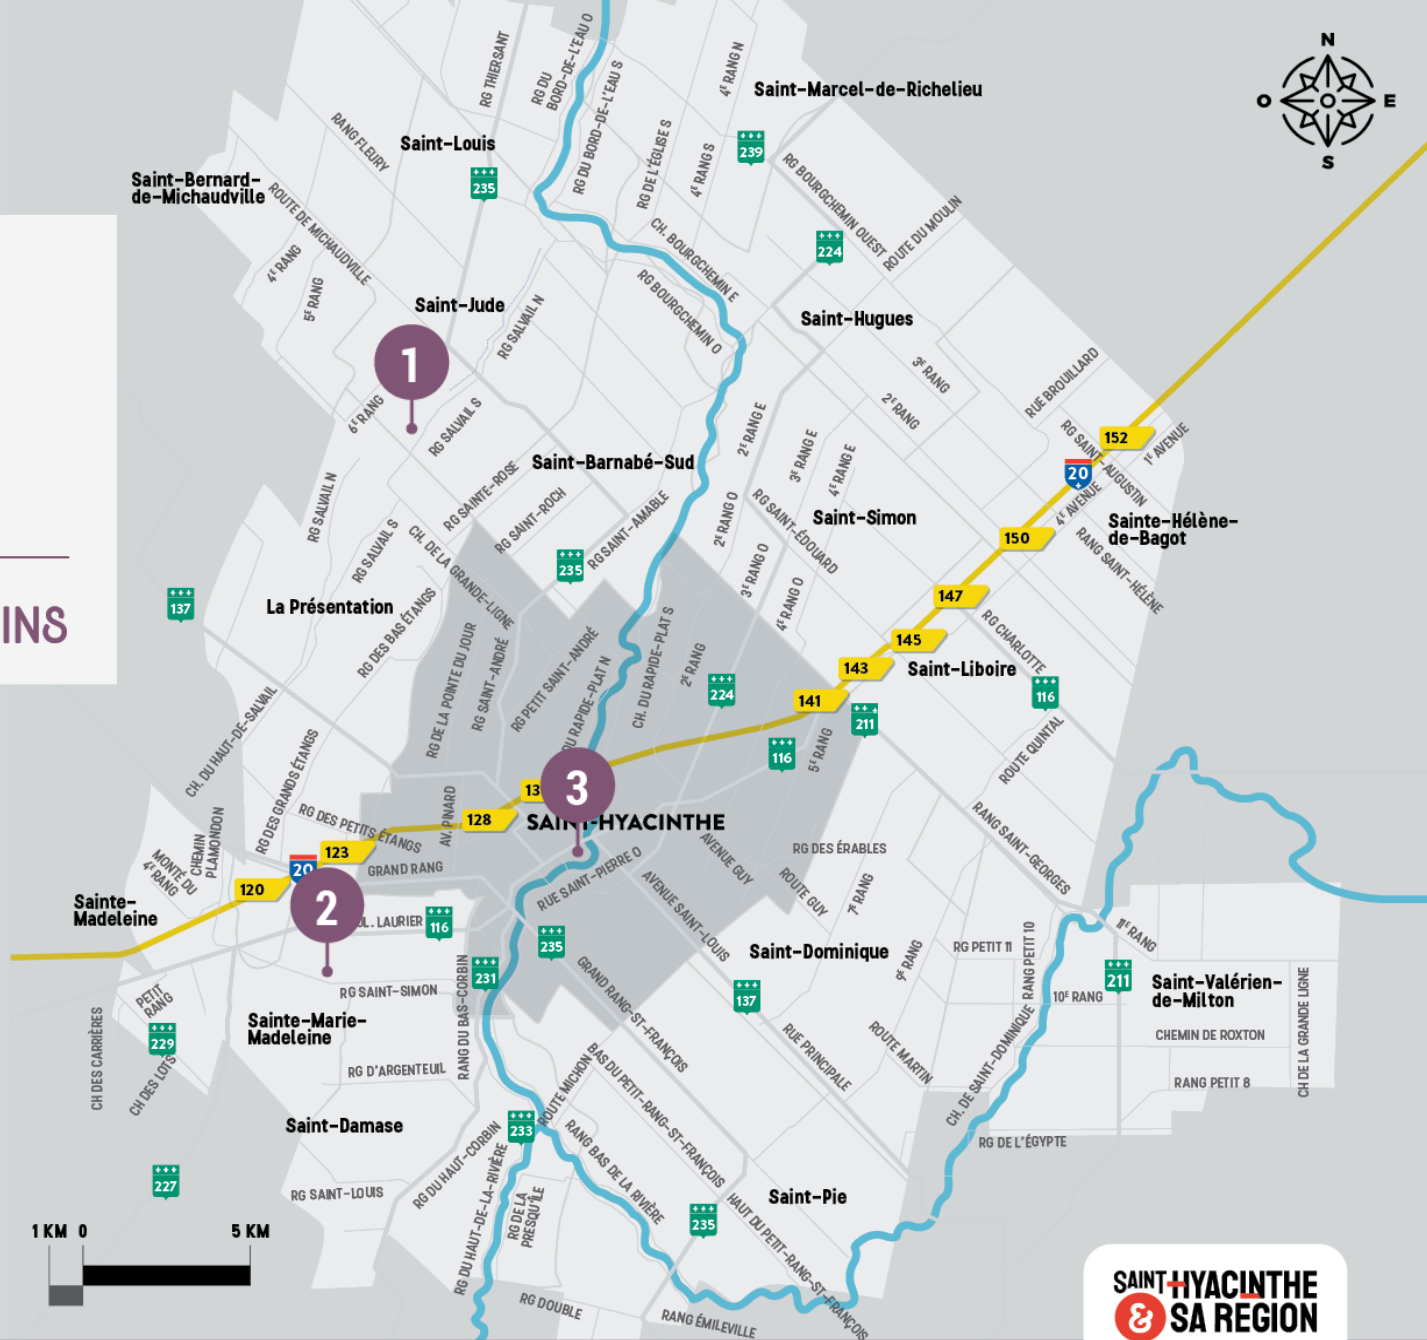 N
O
E
S
RG THIERSANT
RG DU
BORD-DE-L'EAU O
RG DU BORD-DE-L'EAU S
4E RANG N
Saint-Marcel-de-Richelieu
RANG FLEURY
Saint-Louis
235
RG DE L'ÉGLISE S
4E RANG S
239
RG BOURGCHEMIN OUEST
Saint-Bernard-
de-Michaudville
ROUTE DE MICHAUDVILLE
4E RANG
5E RANG
CH. BOURGCHEMIN E
224
ROUTE DU MOULIN
Saint-Jude
RG SALVAIL N
RG BOURGCHEMIN O
Saint-Hugues
1
3E RANG
2E RANG
RUE BROUILLARD
6E RANG
RG SALVAIL S
2E RANG E
3E RANG E
4E RANG E
RG SAINT-AUGUSTIN
152
1E AVENUE
20
Saint-Barnabé-Sud
RG SAINTE-ROSE
RG SAINT-ROCH
RG SAINT-AMABLE
RG SALVAIL N
RG SALVAIL S
CH. DE LA GRANDE-LIGNE
2E RANG O
RG SAINT-ÉDOUARD
Saint-Simon
4E AVENUE
Sainte-Hélène-
de-Bagot
150
RANG SAINT-HÉLÈNE
235
3E RANG O
4E RANG O
137
La Présentation
RG DES BAS ÉTANGS
INS
147
RG CHARLOTTE
145
143
Saint-Liboire
RG DE LA POINTE DU JOUR
RG SAINT-ANDRÉ
RG PETIT SAINT-ANDRÉ
DU RAPIDE-PLAT N
CH. DU RAPIDE-PLAT S
2E RANG
224
141
211
116
CH. DU HAUT-DE-SALVAIL
RG DES GRANDS ÉTANGS
116
5E RANG
ROUTE QUINTAL
3
13
128
SAINT-HYACINTHE
AV. PINARD
RG DES PETITS ÉTANGS
CHEMIN
PLAMONDON
MONTE DU
4E RANG
123
20
120
GRAND RANG
RUE SAINT-PIERRE O
AVENUE GUY
RG DES ÉRABLES
RANG SAINT-GEORGES
ROUTE GUY
7E RANG
AVENUE SAINT-LOUIS
Sainte-
Madeleine
2
OL. LAURIER
116
235
231
Saint-Dominique
9E RANG
RG PETIT 11
RANG PETIT 10
11E RANG
211
Saint-Valérien-
de-Milton
10E RANG
137
GRAND RANG-ST-FRANÇOIS
RG SAINT-SIMON
RANG DU BAS-CORBIN
PETIT
RANG
229
Sainte-Marie-
Madeleine
CH DES CARRIÈRES
CH DES LOTS
RUE PRINCIPALE
ROUTE MARTIN
CH. DE SAINT-DOMINIQUE
CHEMIN DE ROXTON
CH DE LA GRANDE LIGNE
RANG PETIT 8
RG D'ARGENTEUIL
ROUTE MICHON
BAS DU PETIT-RANG-ST-FRANÇOIS
Saint-Damase
233
RANG BAS DE LA RIVIÈRE
RG DE L'ÉGYPTE
227
RG SAINT-LOUIS
RG DU HAUT-CORBIN
RG DU HAUT-DE-LA-RIVIÈRE
RG DE LA
PRESQU'ÎLE
Saint-Pie
235
HAUT DU PETIT-RANG-ST-FRANÇOIS
1 KM 0 5 KM
RG DOUBLE
RANG ÉMILEVILLE
SAINT-HYACINTHE
& SA RÉGION